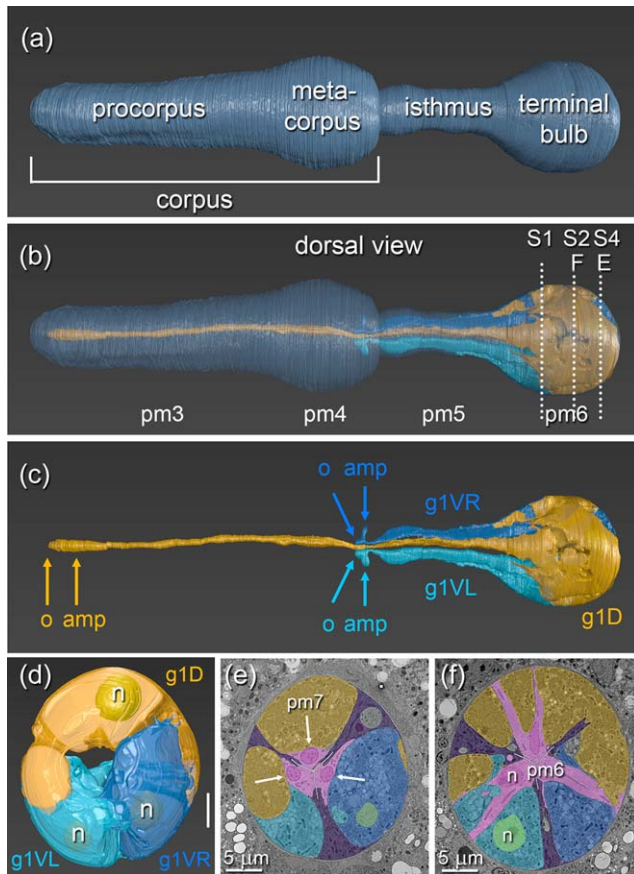 (a)
procorpus
meta-
corpus
isthmus
terminal
bulb
corpus
(b)
dorsal view
S1 S2 S4
F E
pm3
pm4
pm5
pm6
(c)
o amp
g1VR
o amp
o amp
g1VL
g1D
(d)
n
g1D
n
n
g1VL
g1VR
(e)
pm7
5 µm
(f)
n pm6
n
5 µm